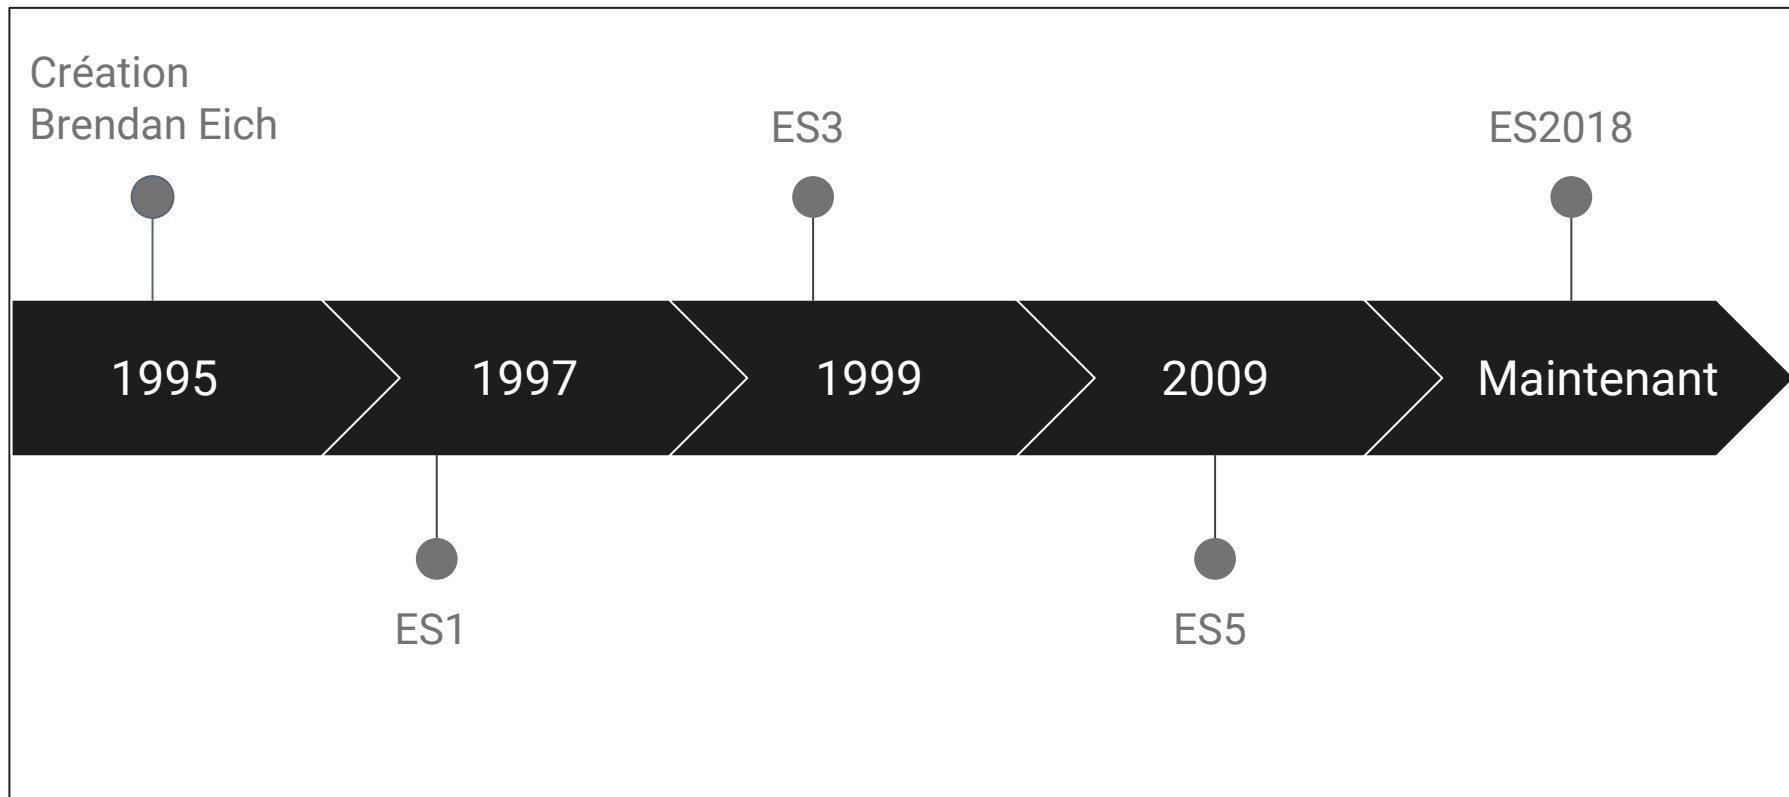 Création
Brendan Eich
ES3
ES2018
1995
1997
1999
2009
Maintenant
ES1
ES5